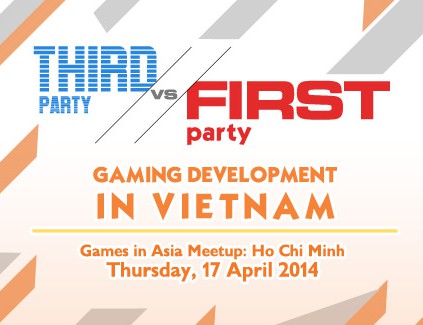 THIRD
PARTY
vs
FIRST
party
GAMING DEVELOPMENT
IN VIETNAM
Games in Asia Meetup: Ho Chi Minh
Thursday, 17 April 2014